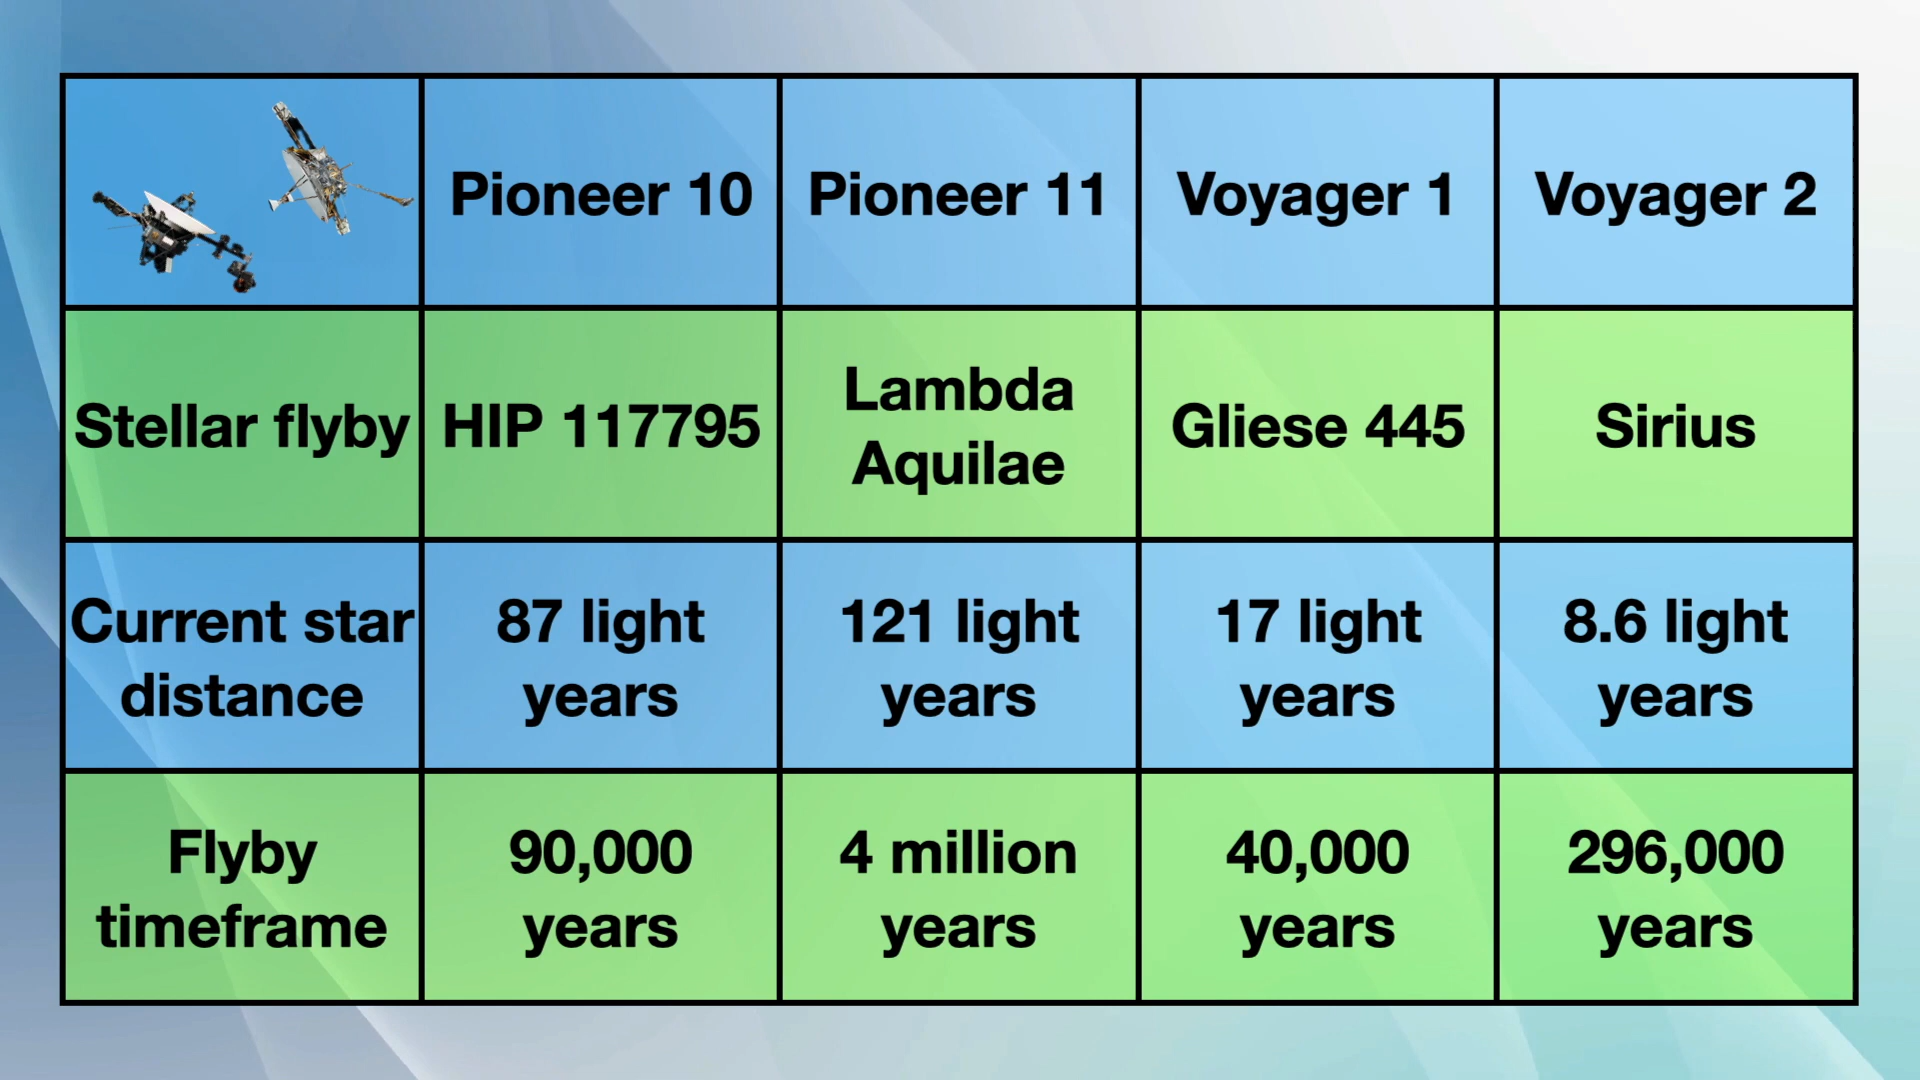 Pioneer 10
Pioneer 11
Voyager 1
Voyager 2
Stellar flyby
HIP 117795
Lambda
Aquilae
Gliese 445
Sirius
Current star
distance
87 light
years
121 light
years
17 light
years
8.6 light
years
Flyby
timeframe
90,000
years
4 million
years
40,000
years
296,000
years